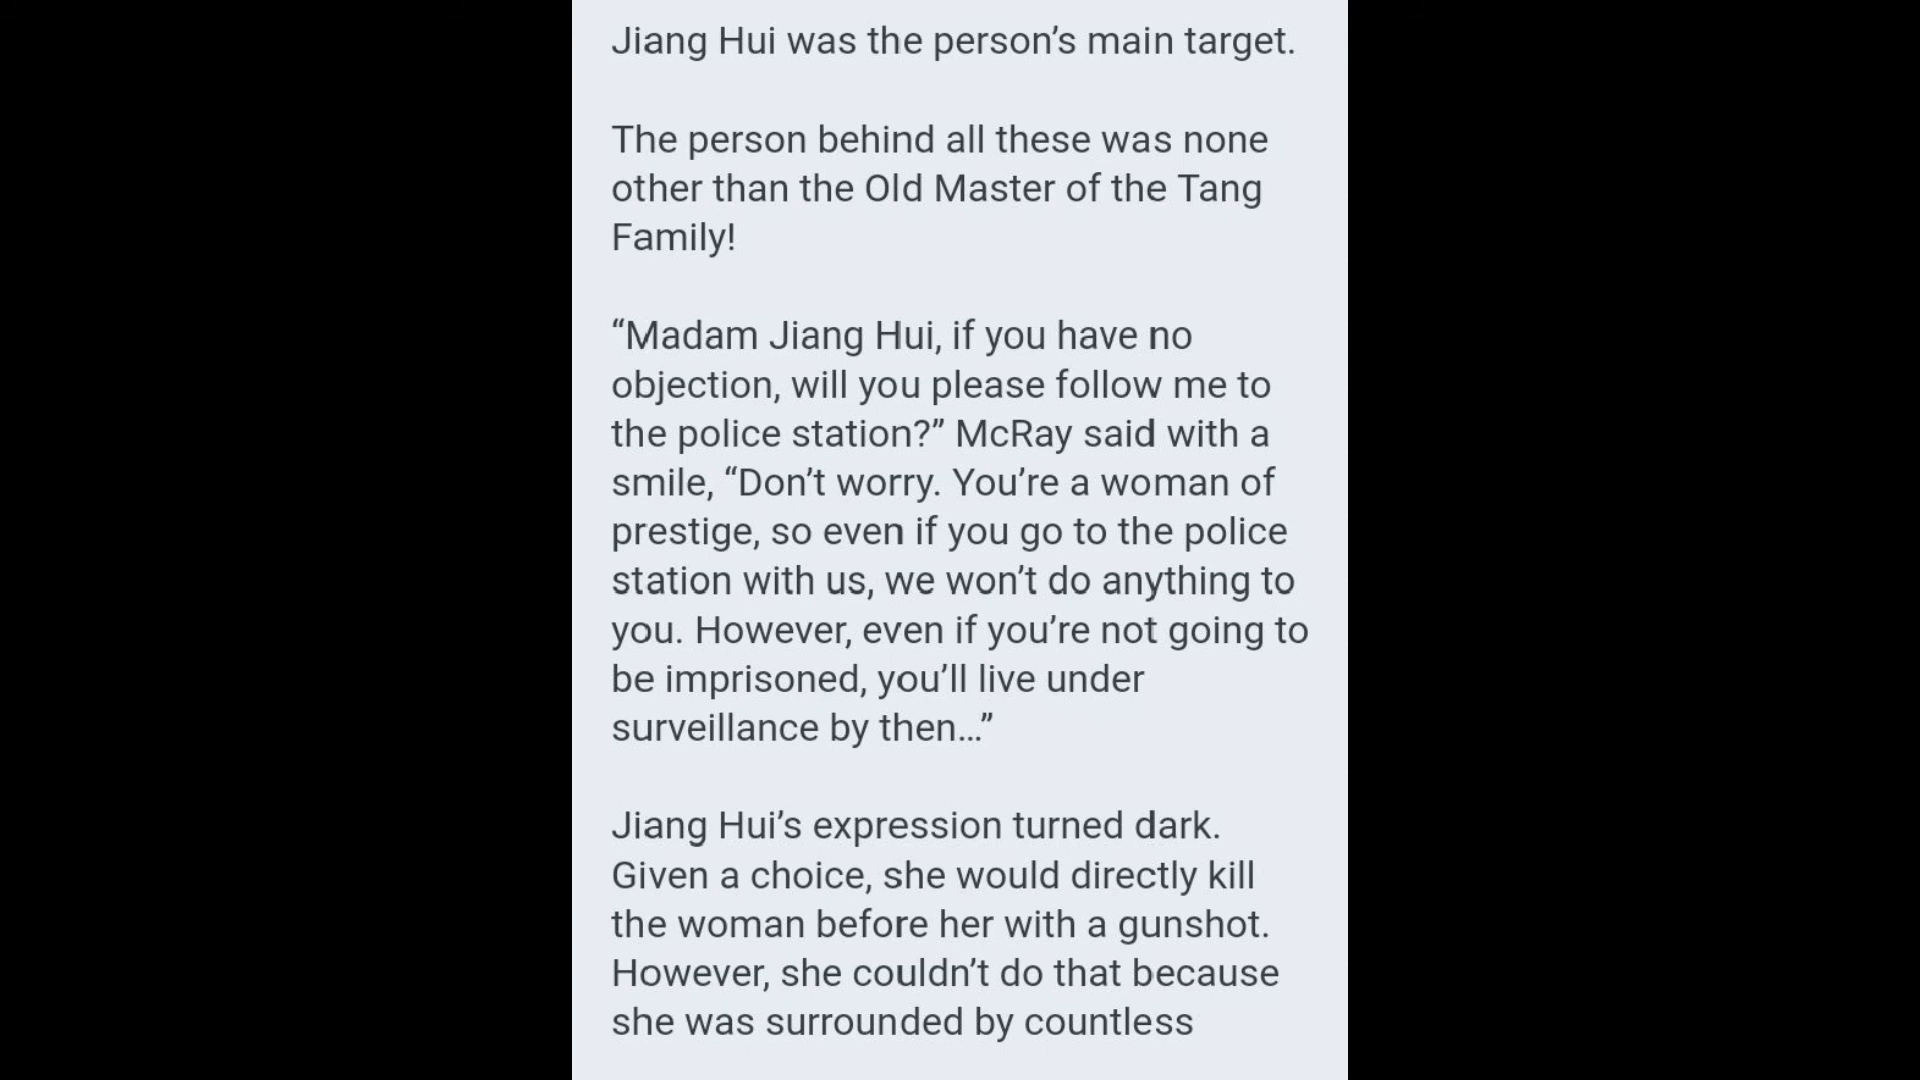 Jiang Hui was the person’s main target.
The person behind all these was none
other than the Old Master of the Tang
Family!
“Madam Jiang Hui, if you have no
objection, will you please follow me to
the police station?” McRay said with a
smile, “Don’t worry. You’re a woman of
prestige, so even if you go to the police
station with us, we won’t do anything to
you. However, even if you’re not going to
be imprisoned, you’ll live under
surveillance by then…”
Jiang Hui’s expression turned dark.
Given a choice, she would directly kill
the woman before her with a gunshot.
However, she couldn’t do that because
she was surrounded by countless